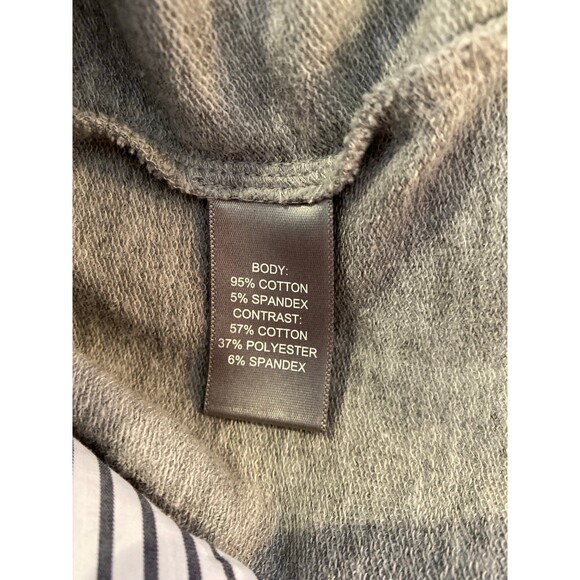 BODY:
95% COTTON
5% SPANDEX
CONTRAST:
57% COTTON
37% POLYESTER
6% SPANDEX